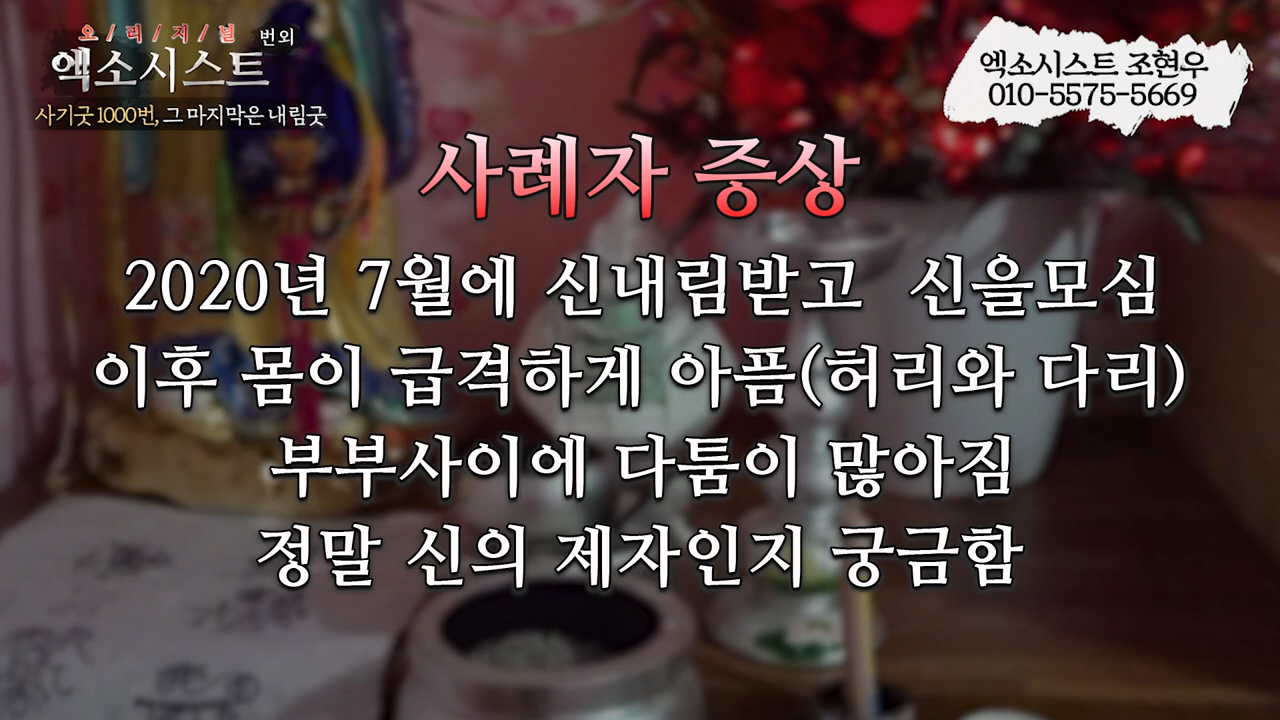 오/리/지/널 번외
엑소시스트
사기굿 1000번, 그 마지막은 내림굿
엑소시스트 조현우
010-5575-5669
사례자 증상
2020년 7월에 신내림받고 신을모심
이후 몸이 급격하게 아픔(허리와 다리)
부부사이에 다툼이 많아짐
정말 신의 제자인지 궁금함